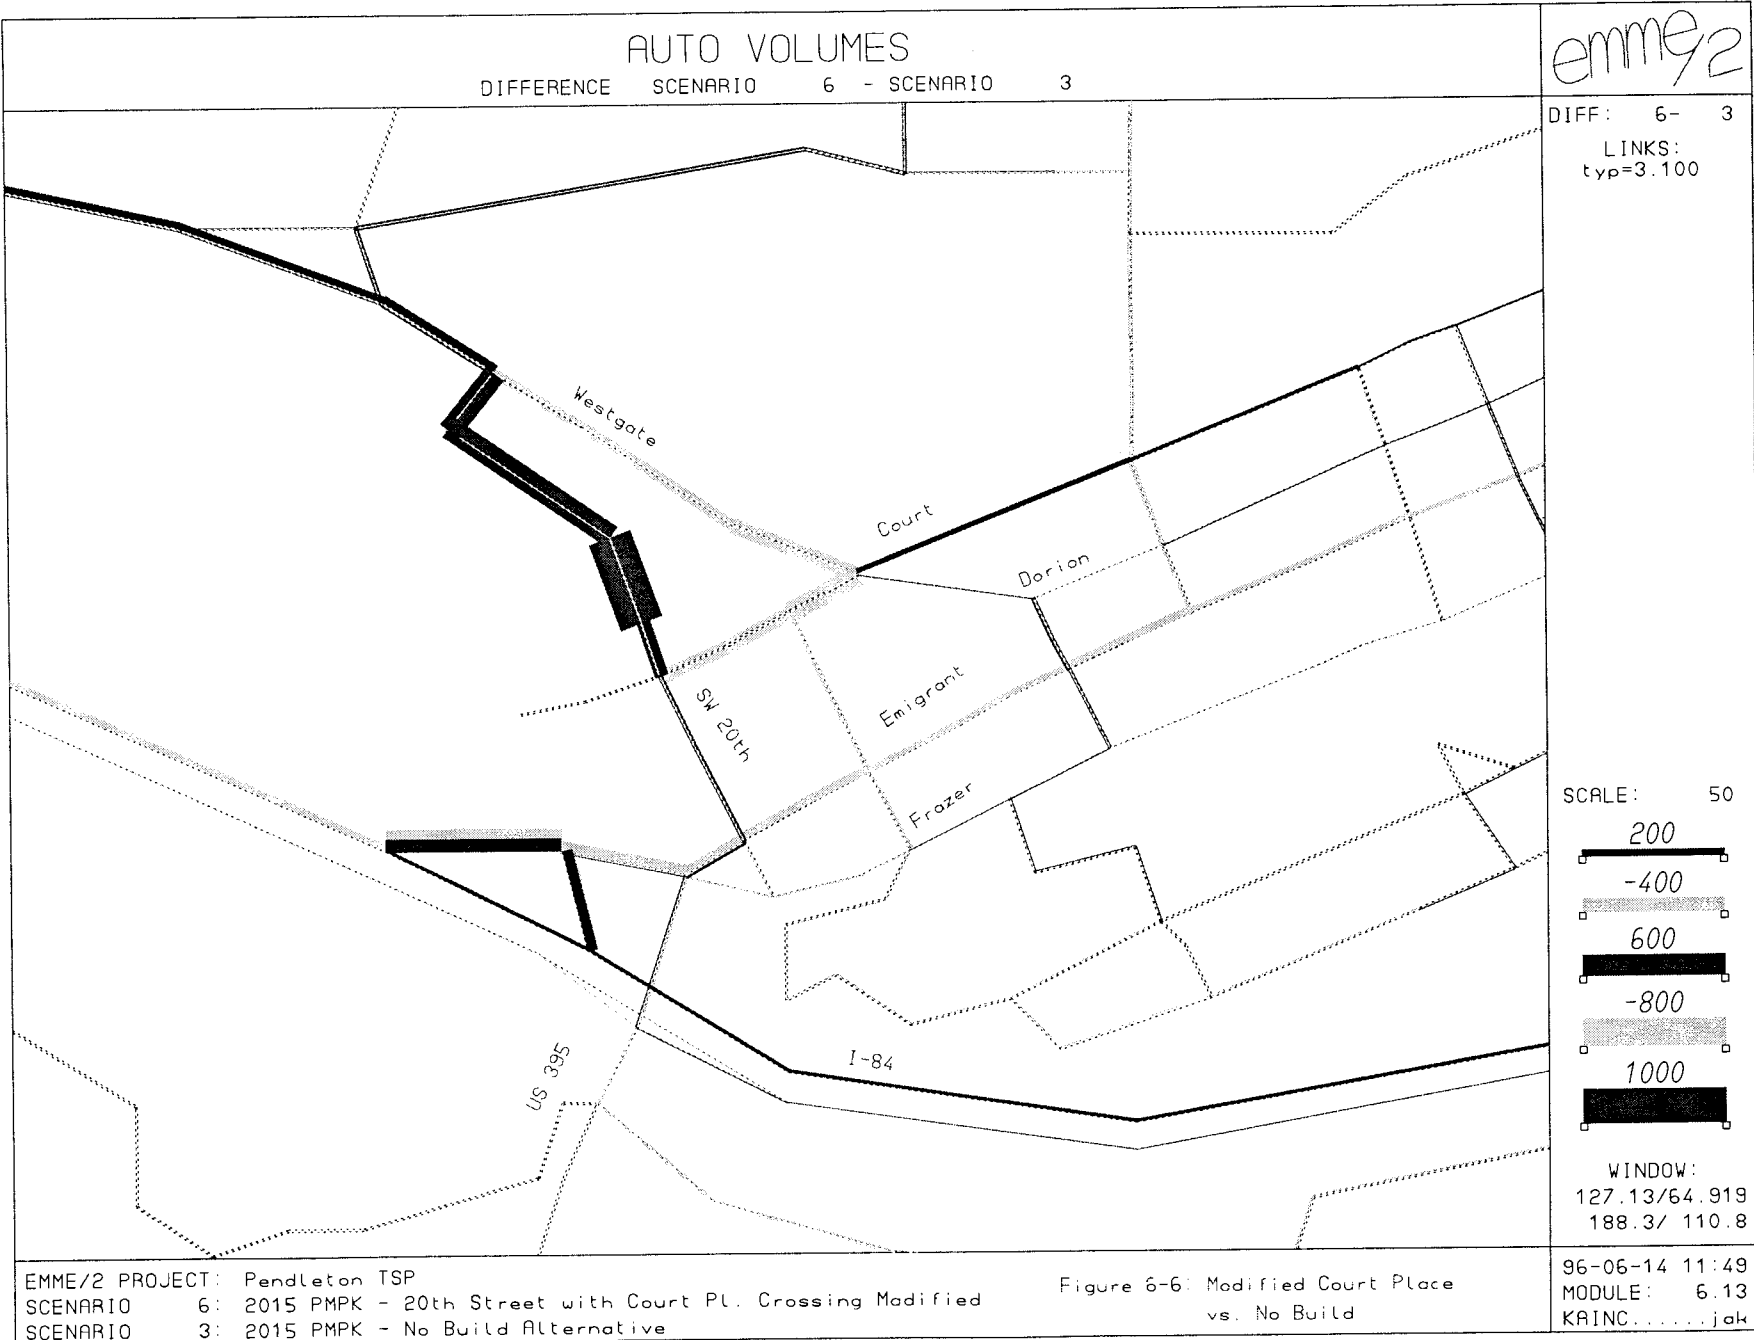 AUTO VOLUMES
DIFFERENCE SCENARIO 6 - SCENARIO 3
emme/2
DIFF: 6- 3
LINKS:
typ=3.100
Westgate
Court
Dorion
SW 20th
Emigrant
Frazer
I-84
US 395
SCALE: 50
200
-400
600
-800
1000
WINDOW:
127.13/64.919
188.3/ 110.8
EMME/2 PROJECT: Pendleton TSP
SCENARIO 6: 2015 PMPK - 20th Street with Court Pl. Crossing Modified
SCENARIO 3: 2015 PMPK - No Build Alternative
Figure 6-6: Modified Court Place
vs. No Build
96-06-14 11:49
MODULE: 6.13
KAINC......jak